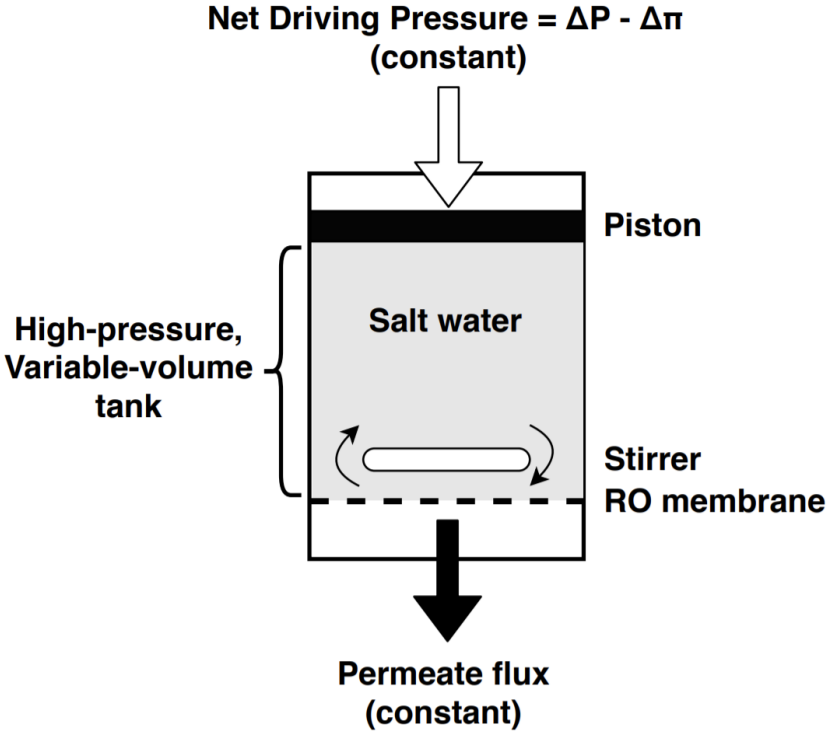 Net Driving Pressure = ΔP - Δπ
(constant)
Piston
Salt water
High-pressure,
Variable-volume
tank
Stirrer
RO membrane
Permeate flux
(constant)